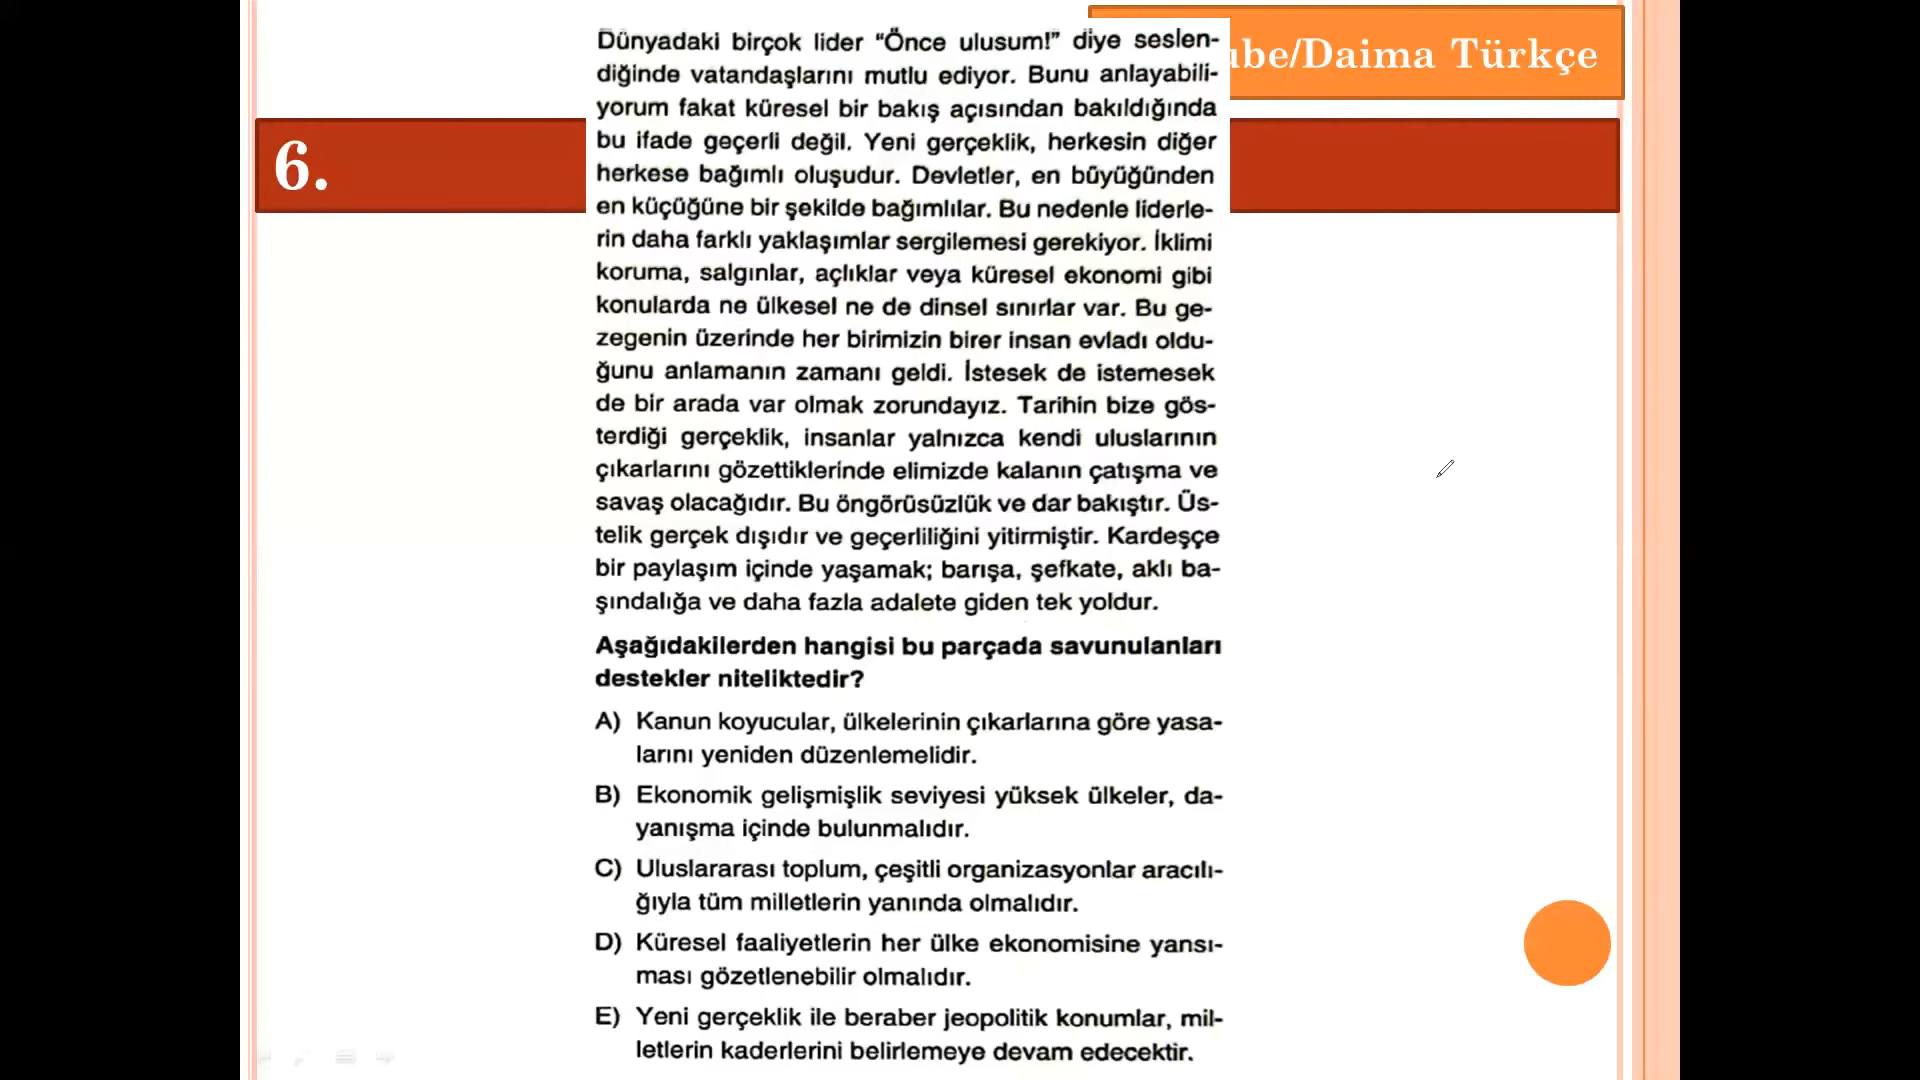 ube/Daima Türkçe
6.
Dünyadaki birçok lider “Önce ulusum!” diye seslen-
diğinde vatandaşlarını mutlu ediyor. Bunu anlayabili-
yorum fakat küresel bir bakış açısından bakıldığında
bu ifade geçerli değil. Yeni gerçeklik, herkesin diğer
herkese bağımlı oluşudur. Devletler, en büyüğünden
en küçüğüne bir şekilde bağımlılar. Bu nedenle liderle-
rin daha farklı yaklaşımlar sergilemesi gerekiyor. İklimi
koruma, salgınlar, açlıklar veya küresel ekonomi gibi
konularda ne ülkesel ne de dinsel sınırlar var. Bu ge-
zegenin üzerinde her birimizin birer insan evladı oldu-
ğunu anlamanın zamanı geldi. İstesek de istemesek
de bir arada var olmak zorundayız. Tarihin bize gös-
terdiği gerçeklik, insanlar yalnızca kendi uluslarının
çıkarlarını gözettiklerinde elimizde kalanın çatışma ve
savaş olacağıdır. Bu öngörüsüzlük ve dar bakıştır. Üs-
telik gerçek dışıdır ve geçerliliğini yitirmiştir. Kardeşçe
bir paylaşım içinde yaşamak; barışa, şefkate, aklı ba-
şındalığa ve daha fazla adalete giden tek yoldur.
Aşağıdakilerden hangisi bu parçada savunulanları
destekler niteliktedir?
A) Kanun koyucular, ülkelerinin çıkarlarına göre yasa-
larını yeniden düzenlemelidir.
B) Ekonomik gelişmişlik seviyesi yüksek ülkeler, da-
yanışma içinde bulunmalıdır.
C) Uluslararası toplum, çeşitli organizasyonlar aracılı-
ğıyla tüm milletlerin yanında olmalıdır.
D) Küresel faaliyetlerin her ülke ekonomisine yansı-
ması gözetlenebilir olmalıdır.
E) Yeni gerçeklik ile beraber jeopolitik konumlar, mil-
letlerin kaderlerini belirlemeye devam edecektir.